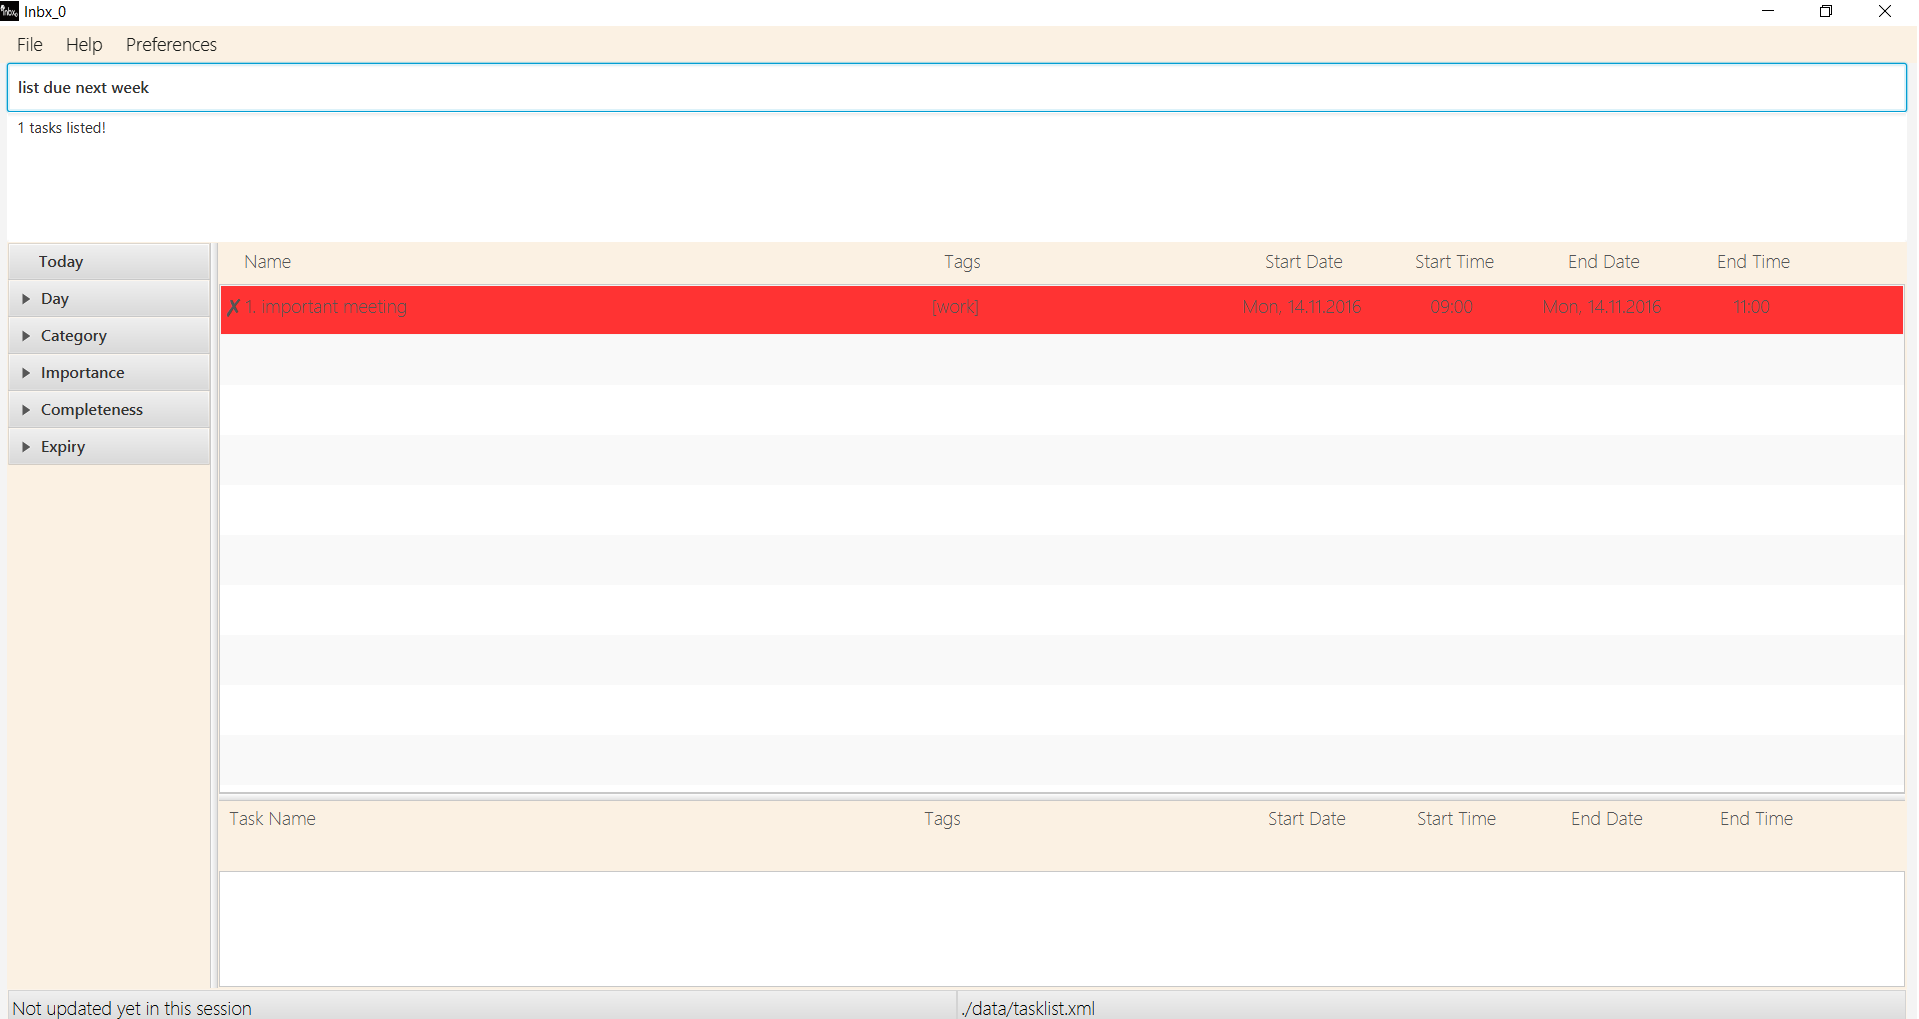 Inbx_0
File Help Preferences
list due next week
1 tasks listed!
Today
Day
Category
Importance
Completeness
Expiry
Name Tags Start Date Start Time End Date End Time
✗ 1. important meeting [work] Mon, 14.11.2016 09:00 Mon, 14.11.2016 11:00
Task Name Tags Start Date Start Time End Date End Time
Not updated yet in this session ./data/tasklist.xml